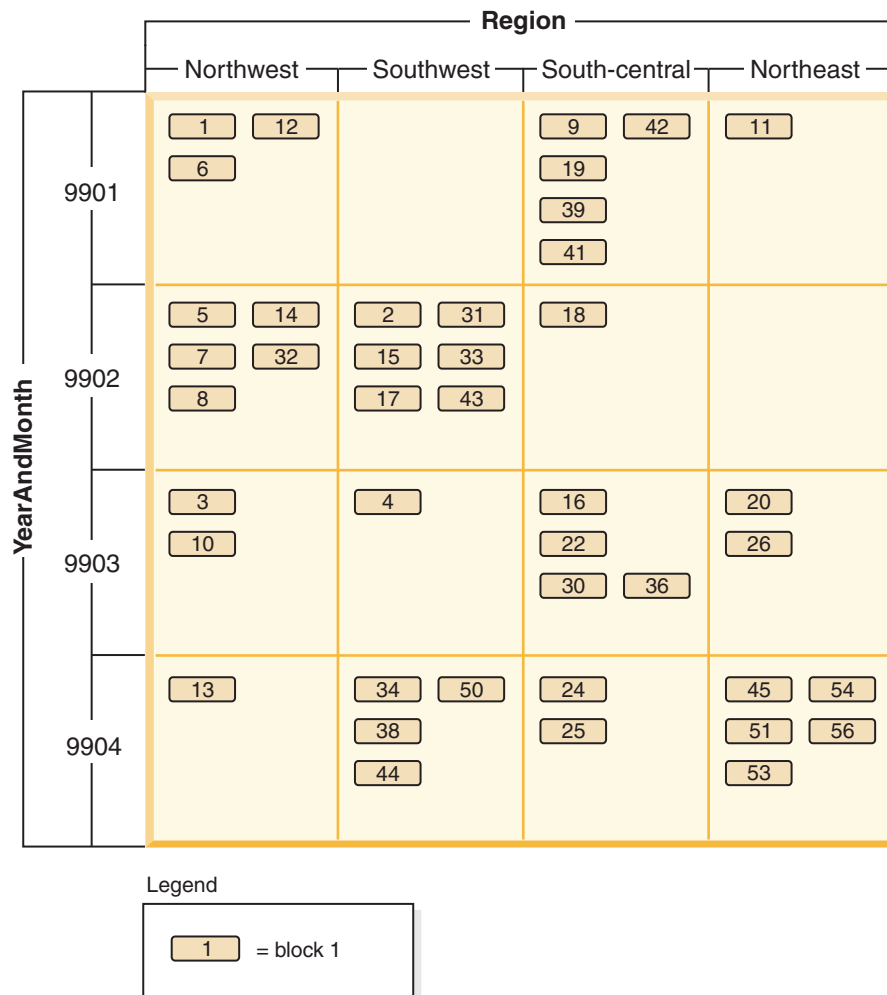 Region
Northwest Southwest South-central Northeast
YearAndMonth
9901
1 12 9 42 11
6 19
39
41
9902
5 14 2 31 18
7 32 15 33
8 17 43
9903
3 4 16 20
10 22 26
30 36
9904
13 34 50 24 45 54
38 25 51 56
44 53
Legend
1 = block 1